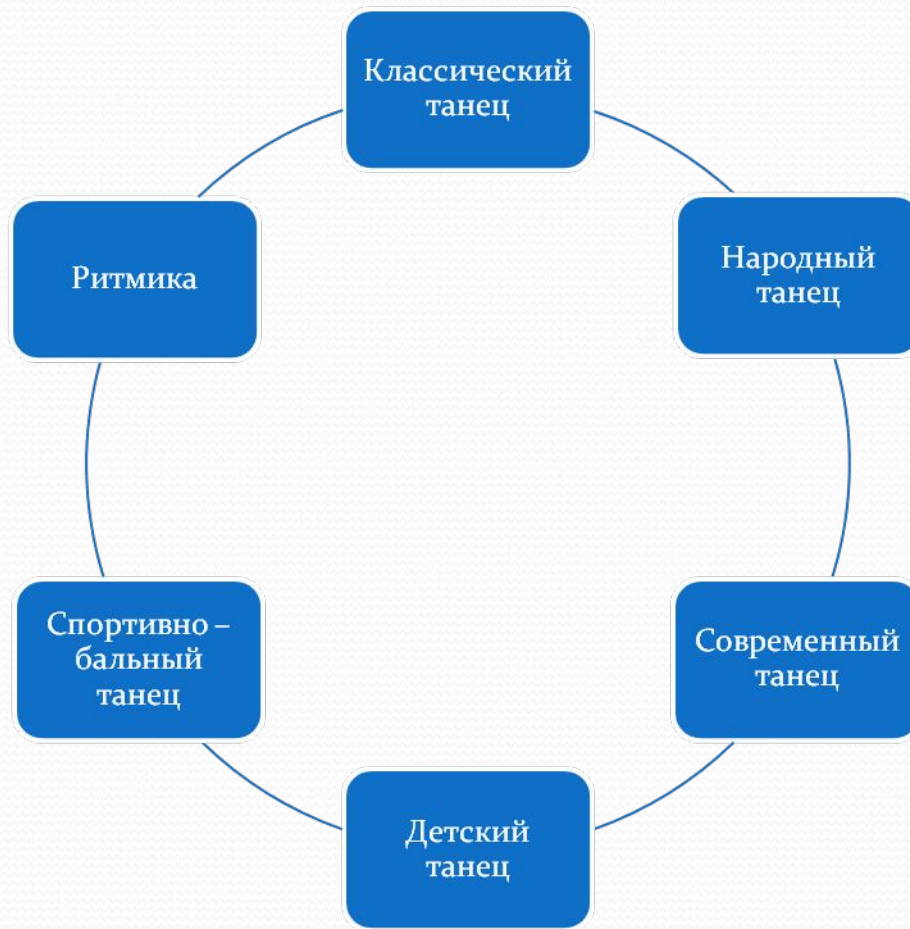 Классический
танец
Народный
танец
Современный
танец
Детский
танец
Спортивно –
бальный
танец
Ритмика